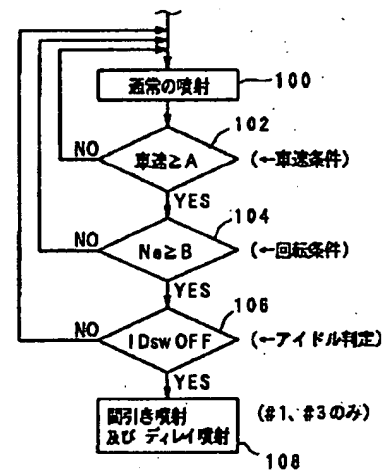 通常の噴射
100
102
NO
車速≧A
(←車速条件)
YES
104
NO
Ne≧B
(←回転条件)
YES
106
NO
IDsw OFF
(←アイドル判定)
YES
間引き噴射
及び ディレイ噴射
(#1、#3のみ)
108